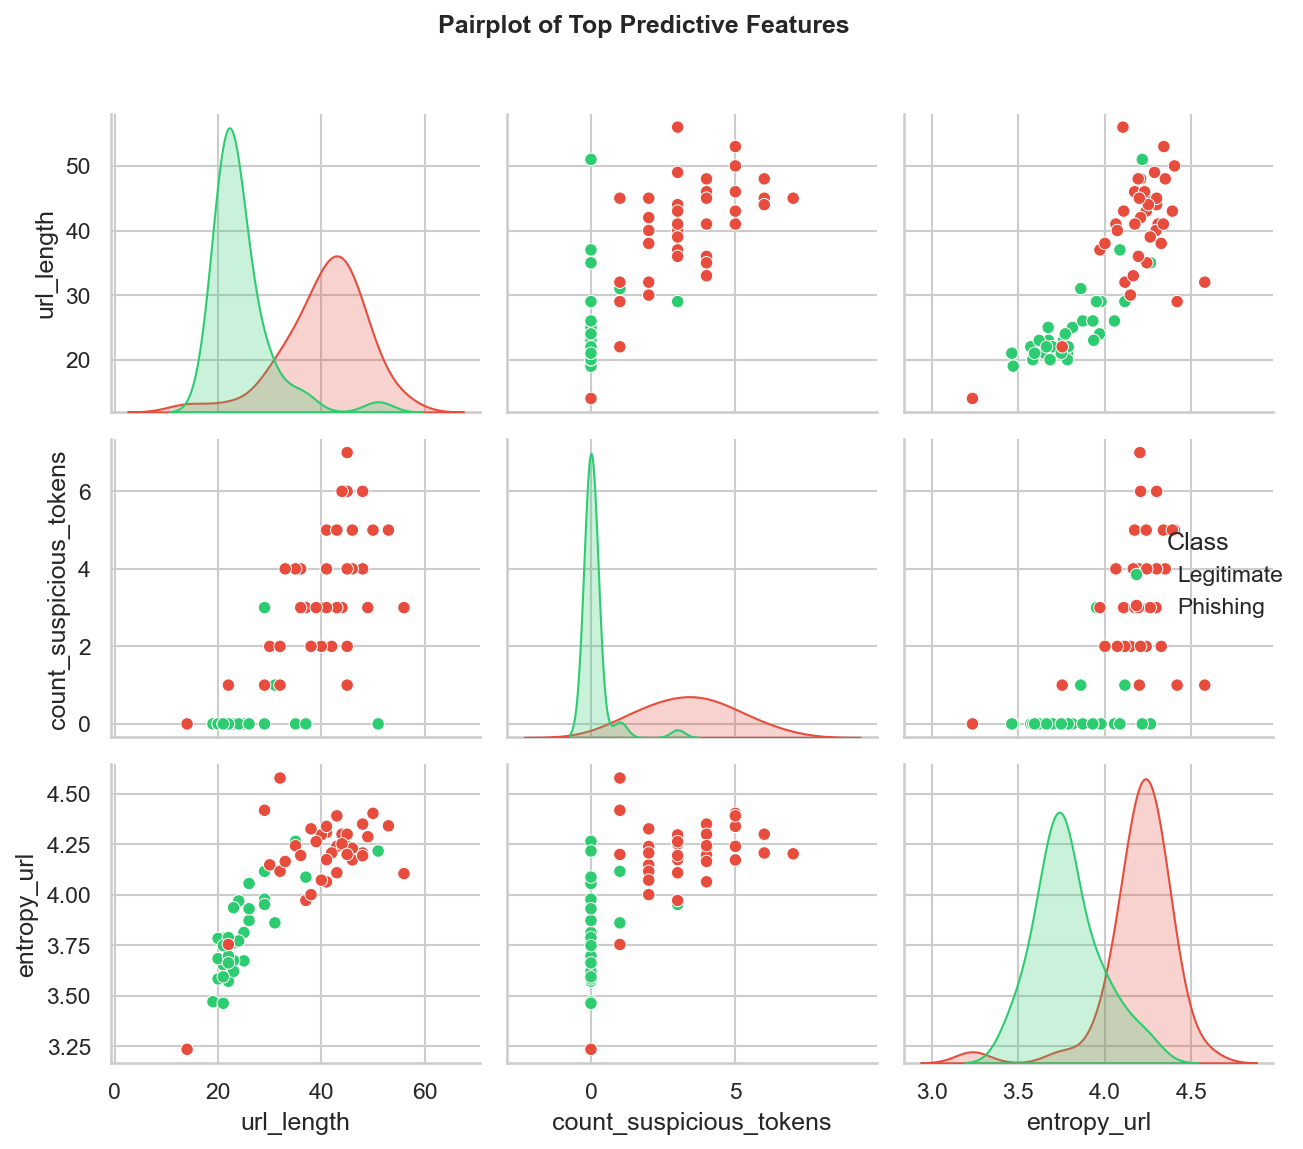 Pairplot of Top Predictive Features
url_length
50
40
30
20
count_suspicious_tokens
6
4
2
0
Class
Legitimate
Phishing
entropy_url
4.50
4.25
4.00
3.75
3.50
3.25
0 20 40 60
url_length
0 5
count_suspicious_tokens
3.0 3.5 4.0 4.5
entropy_url